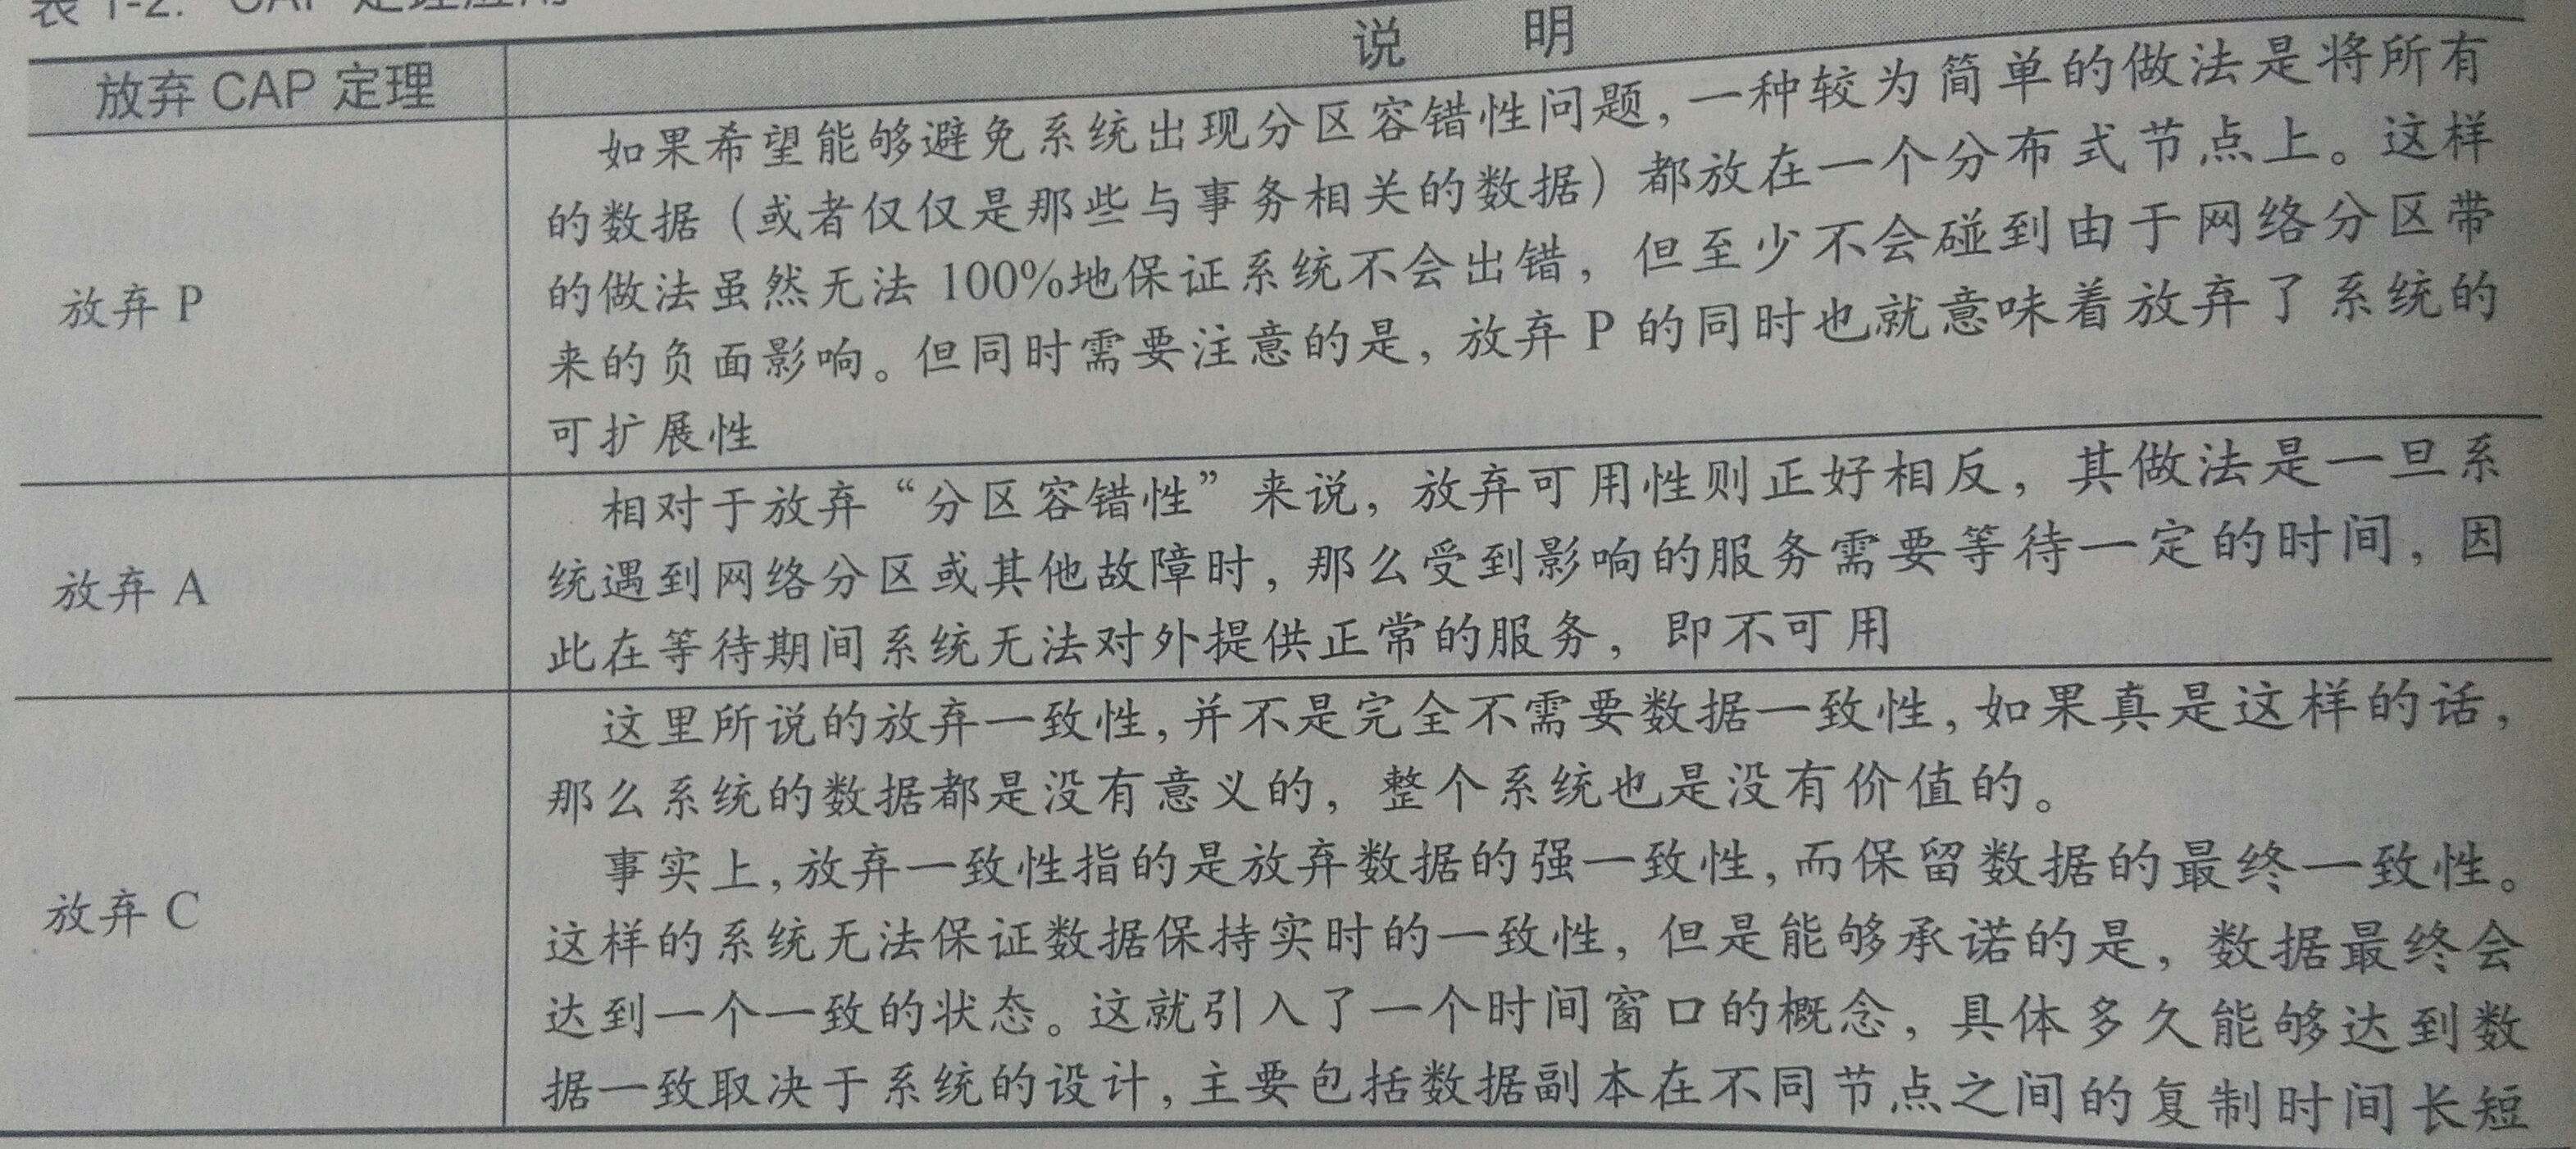 表 1-2. CAP 定理应用
放弃 CAP 定理
说 明
放弃 P
如果希望能够避免系统出现分区容错性问题，一种较为简单的做法是将所有
的数据（或者仅仅是那些与事务相关的数据）都放在一个分布式节点上。这样
的做法虽然无法 100%地保证系统不会出错，但至少不会碰到由于网络分区带
来的负面影响。但同时需要注意的是，放弃 P 的同时也就意味着放弃了系统的
可扩展性
放弃 A
相对于放弃“分区容错性”来说，放弃可用性则正好相反，其做法是一旦系
统遇到网络分区或其他故障时，那么受到影响的服务需要等待一定的时间，因
此在等待期间系统无法对外提供正常的服务，即不可用
放弃 C
这里所说的放弃一致性，并不是完全不需要数据一致性，如果真是这样的话，
那么系统的数据都是没有意义的，整个系统也是没有价值的。
事实上，放弃一致性指的是放弃数据的强一致性，而保留数据的最终一致性。
这样的系统无法保证数据保持实时的一致性，但是能够承诺的是，数据最终会
达到一个一致的状态。这就引入了一个时间窗口的概念，具体多久能够达到数
据一致取决于系统的设计，主要包括数据副本在不同节点之间的复制时间长短